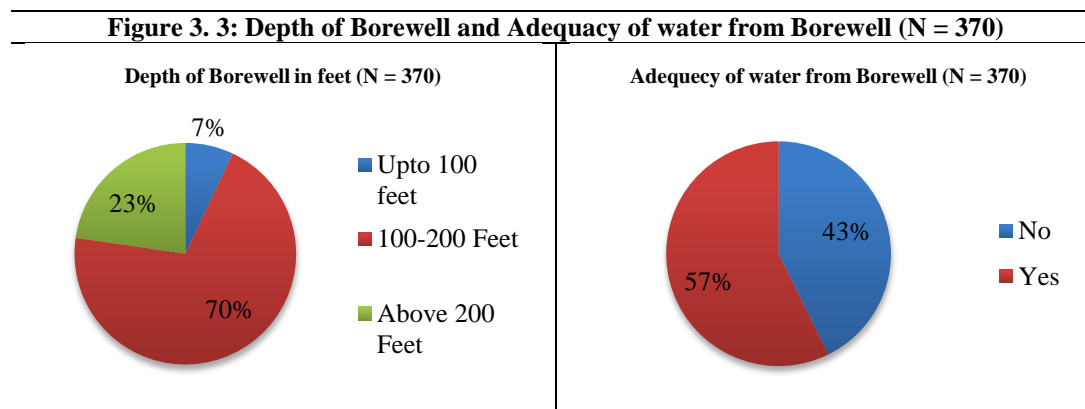 Figure 3. 3: Depth of Borewell and Adequacy of water from Borewell (N = 370)
Depth of Borewell in feet (N = 370)
7%
23%
70%
Upto 100
feet
100-200 Feet
Above 200
Feet
Adequecy of water from Borewell (N = 370)
43%
57%
No
Yes